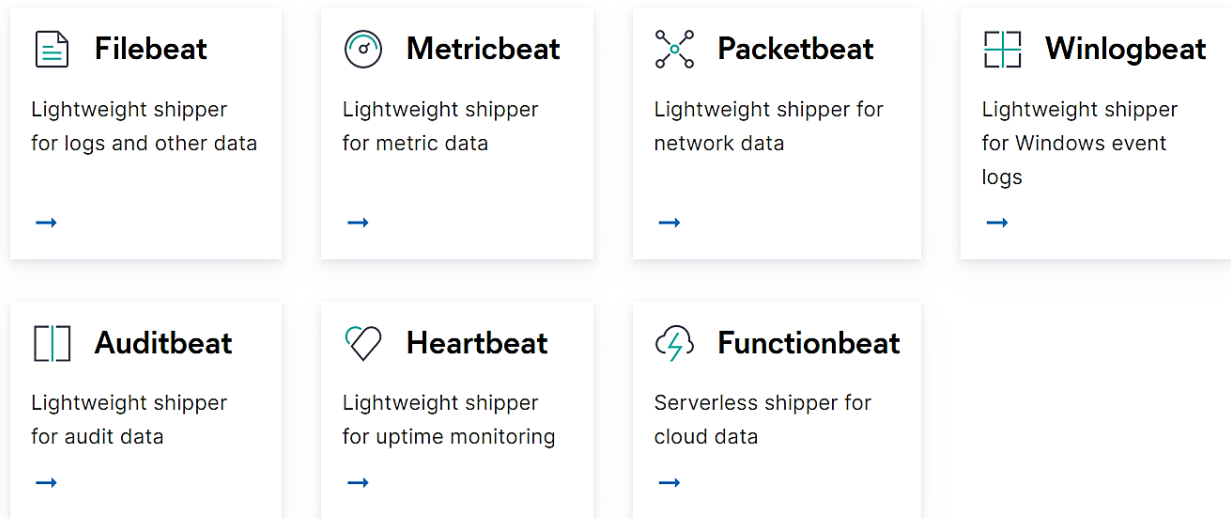 Filebeat
Lightweight shipper
for logs and other data
Metricbeat
Lightweight shipper
for metric data
Packetbeat
Lightweight shipper for
network data
Winlogbeat
Lightweight shipper
for Windows event
logs
Auditbeat
Lightweight shipper
for audit data
Heartbeat
Lightweight shipper
for uptime monitoring
Functionbeat
Serverless shipper for
cloud data